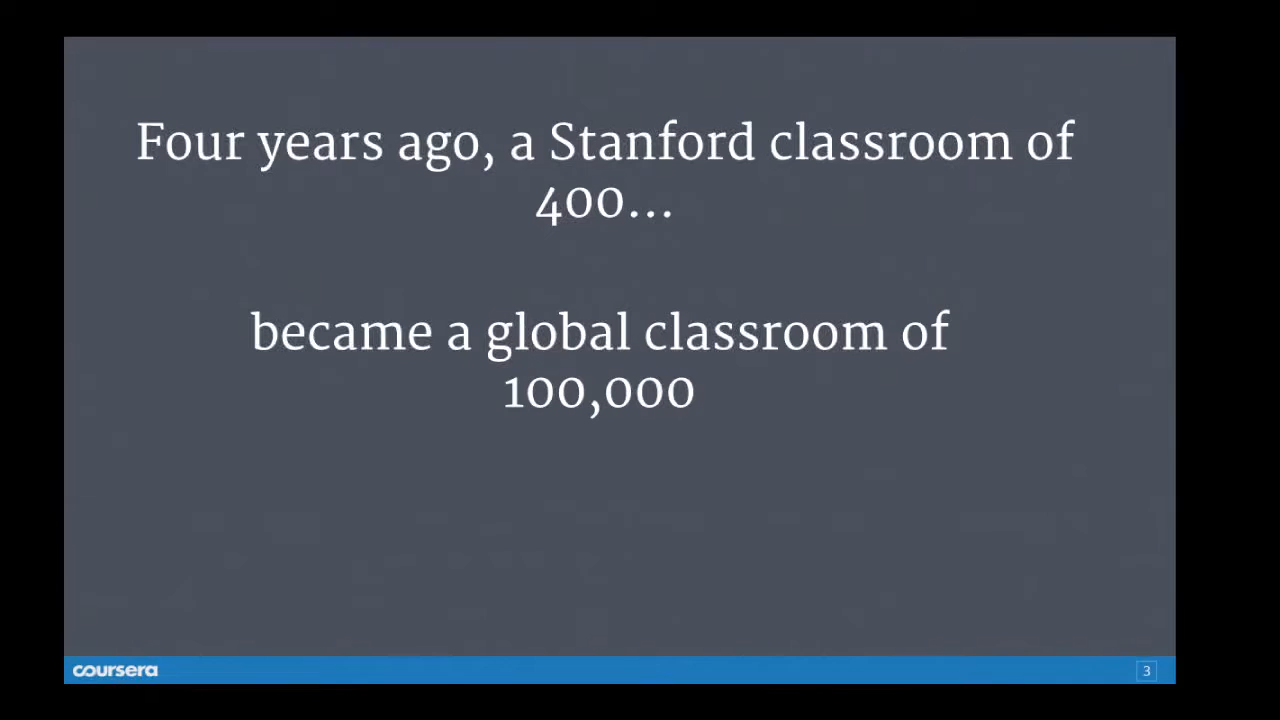 Four years ago, a Stanford classroom of
400...
became a global classroom of
100,000
coursera
3